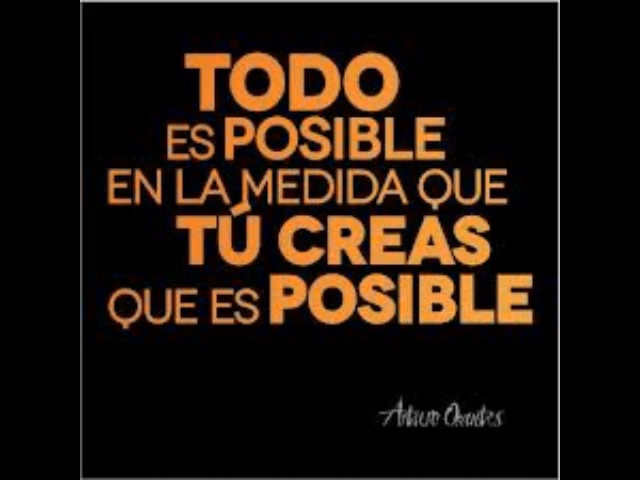 TODO
ES POSIBLE
EN LA MEDIDA QUE
TÚ CREAS
QUE ES POSIBLE